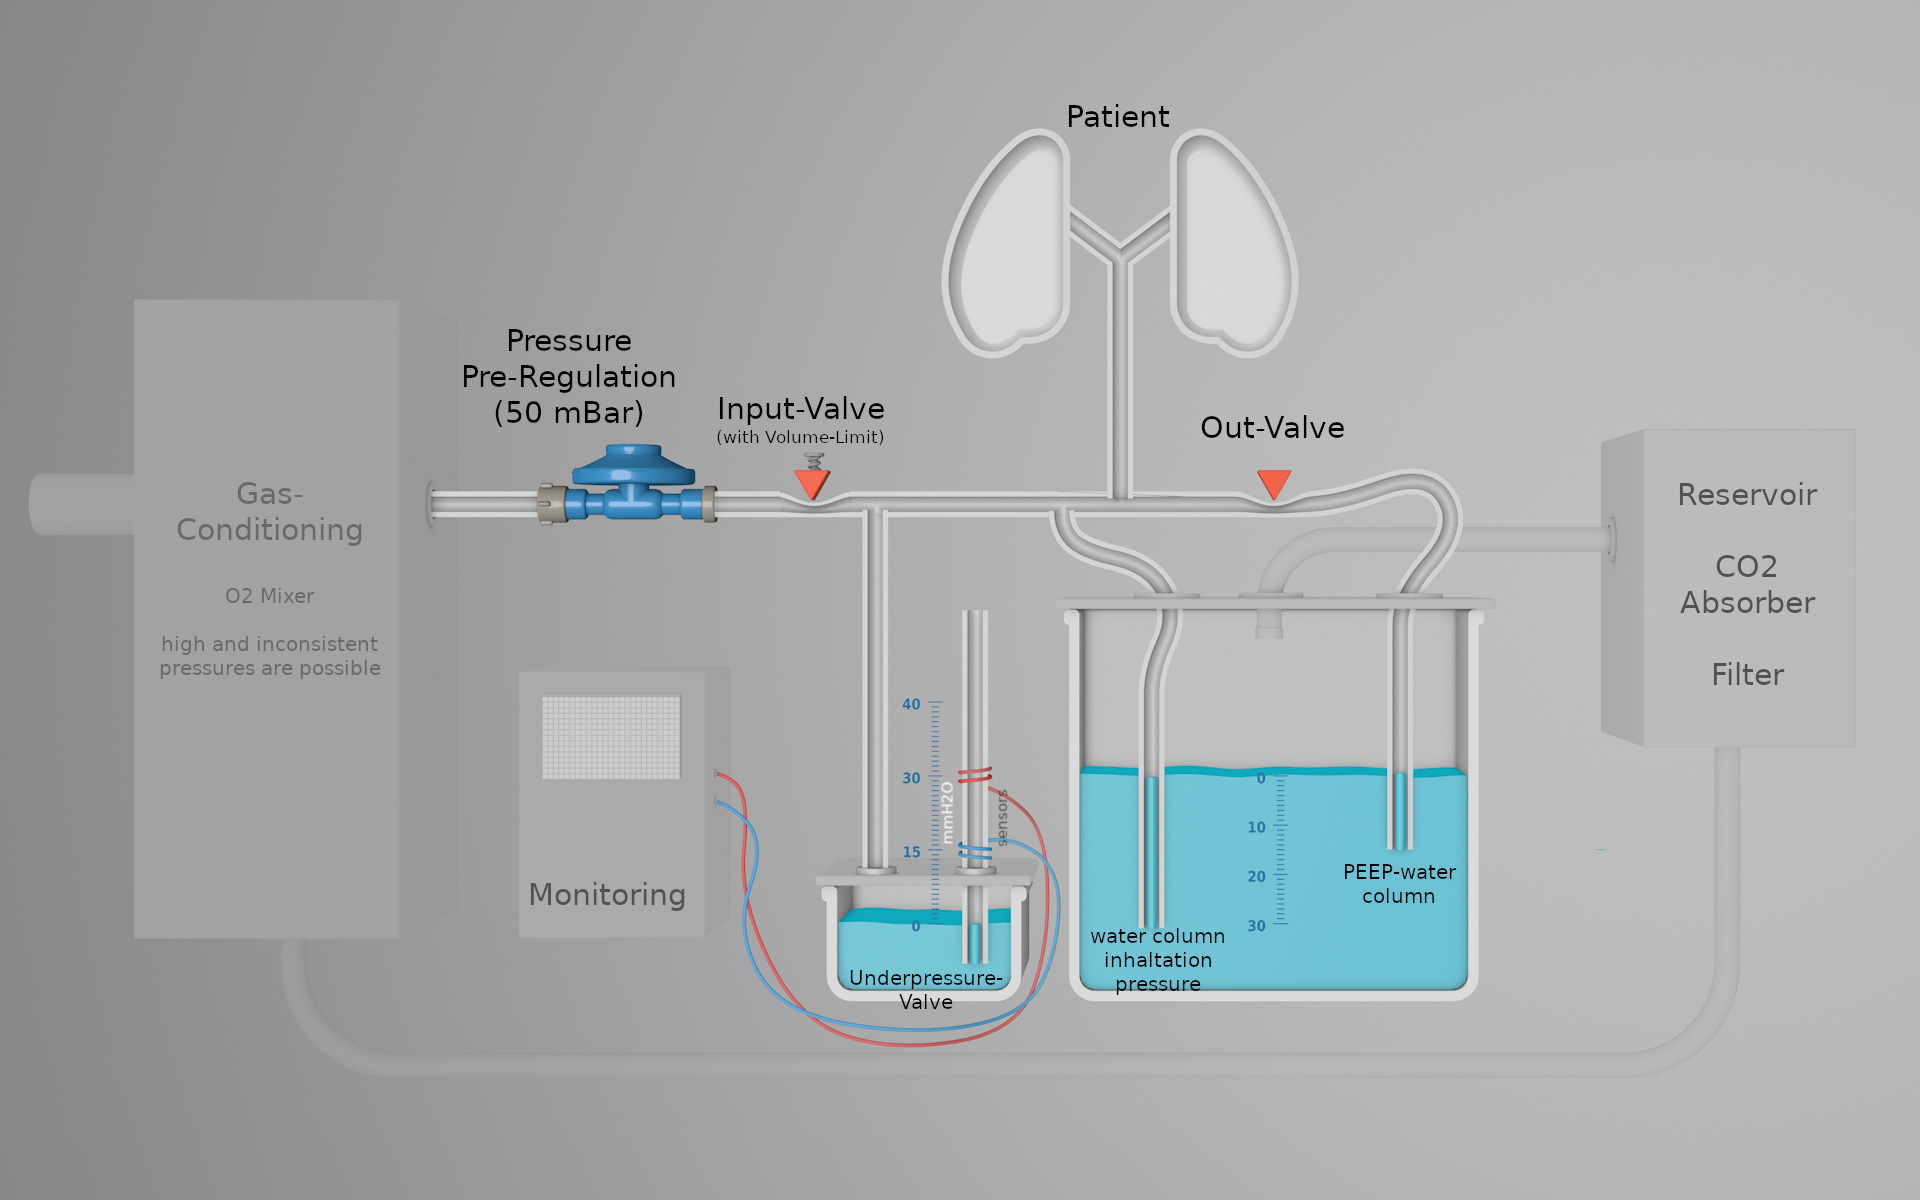 Patient
Pressure
Pre-Regulation
(50 mBar)
Input-Valve
(with Volume-Limit)
Out-Valve
Gas-
Conditioning
O2 Mixer
high and inconsistent
pressures are possible
Reservoir
CO2
Absorber
Filter
Monitoring
40
30
15
0
mmH2O
sensors
Underpressure-
Valve
0
10
20
30
PEEP-water
column
water column
inhaltation
pressure